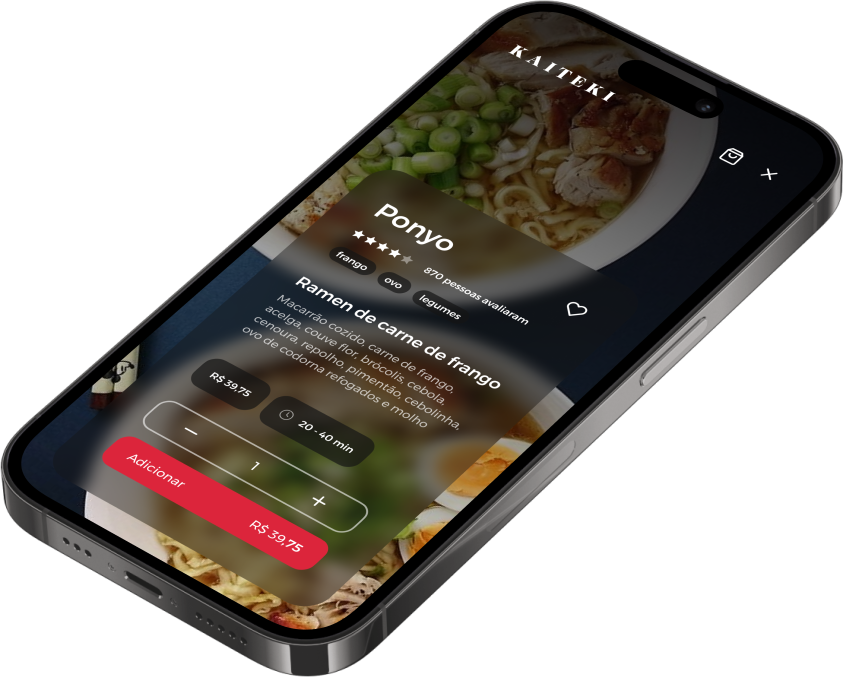 KAITEKI
Ponyo
870 pessoas avaliaram
frango
ovo
legumes
Ramen de carne de frango
Macarrão cozido, carne de frango,
acelga, couve flor, brócolis, cebola,
cenoura, repolho, pimentão, cebolinha,
ovo de codorna refogados e molho
R$ 39,75
20 - 40 min
1
Adicionar
R$ 39,75